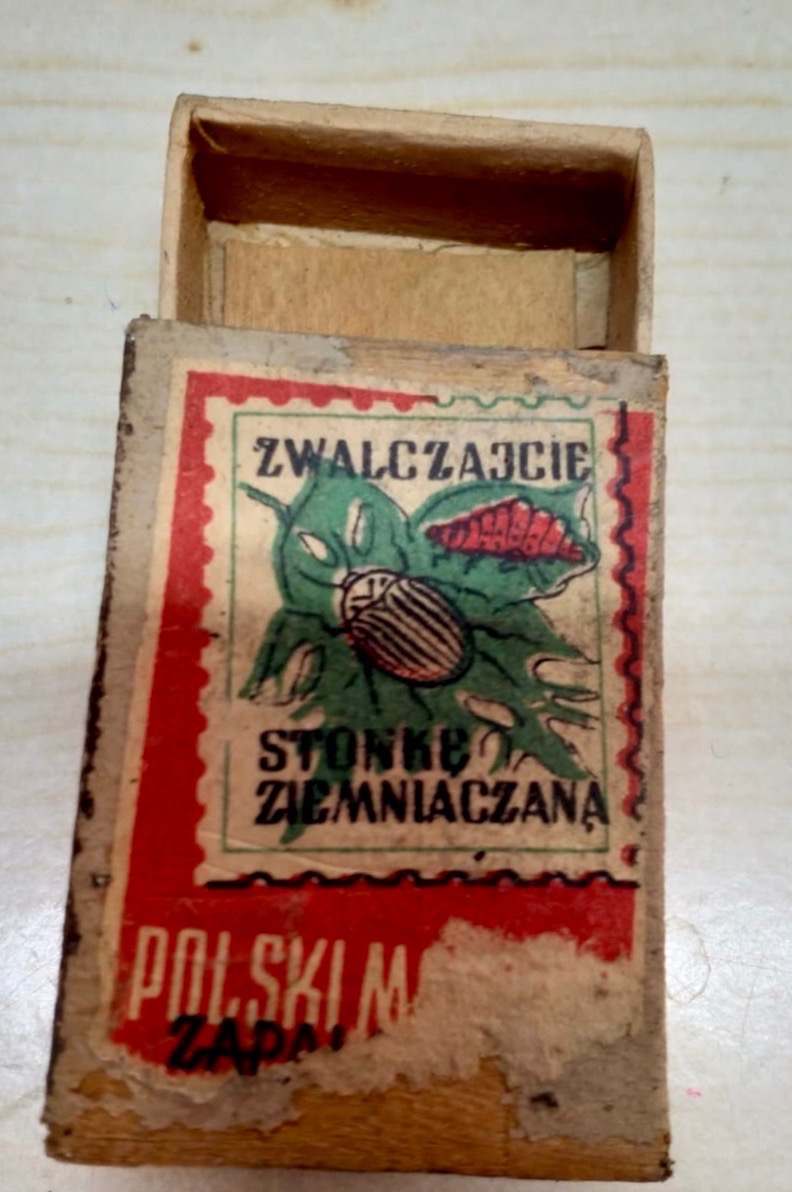 ZWALCZAJCIE
STONKĘ
ZIEMNIACZANĄ
POLSKI